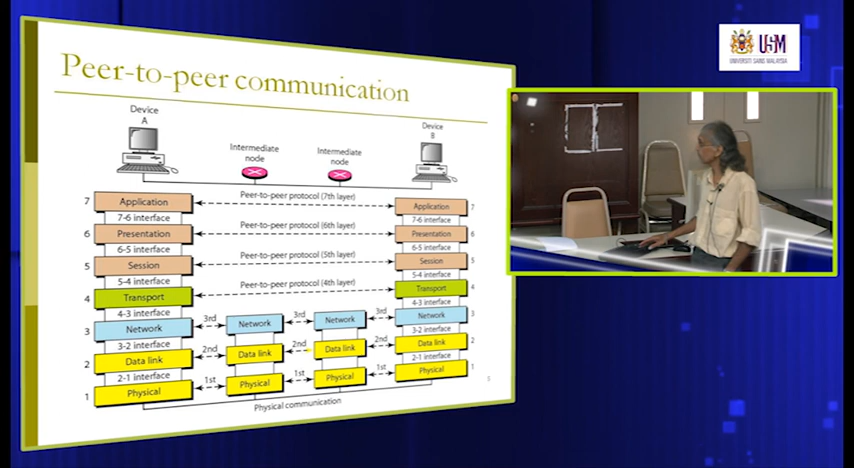 Peer-to-peer communication
USM
UNIVERSITI SAINS MALAYSIA
Device
A
Device
B
Intermediate
node
Intermediate
node
7 Application
Peer-to-peer protocol (7th layer)
Application 7
7-6 interface
7-6 interface
6 Presentation
Peer-to-peer protocol (6th layer)
Presentation 6
6-5 interface
6-5 interface
5 Session
Peer-to-peer protocol (5th layer)
Session 5
5-4 interface
5-4 interface
4 Transport
Peer-to-peer protocol (4th layer)
Transport 4
4-3 interface
4-3 interface
3 Network 3rd Network 3rd Network 3rd Network 3
3-2 interface
3-2 interface
2 Data link 2nd Data link 2nd Data link 2nd Data link 2
2-1 interface
2-1 interface
1 Physical 1st Physical 1st Physical 1st Physical 1
Physical communication